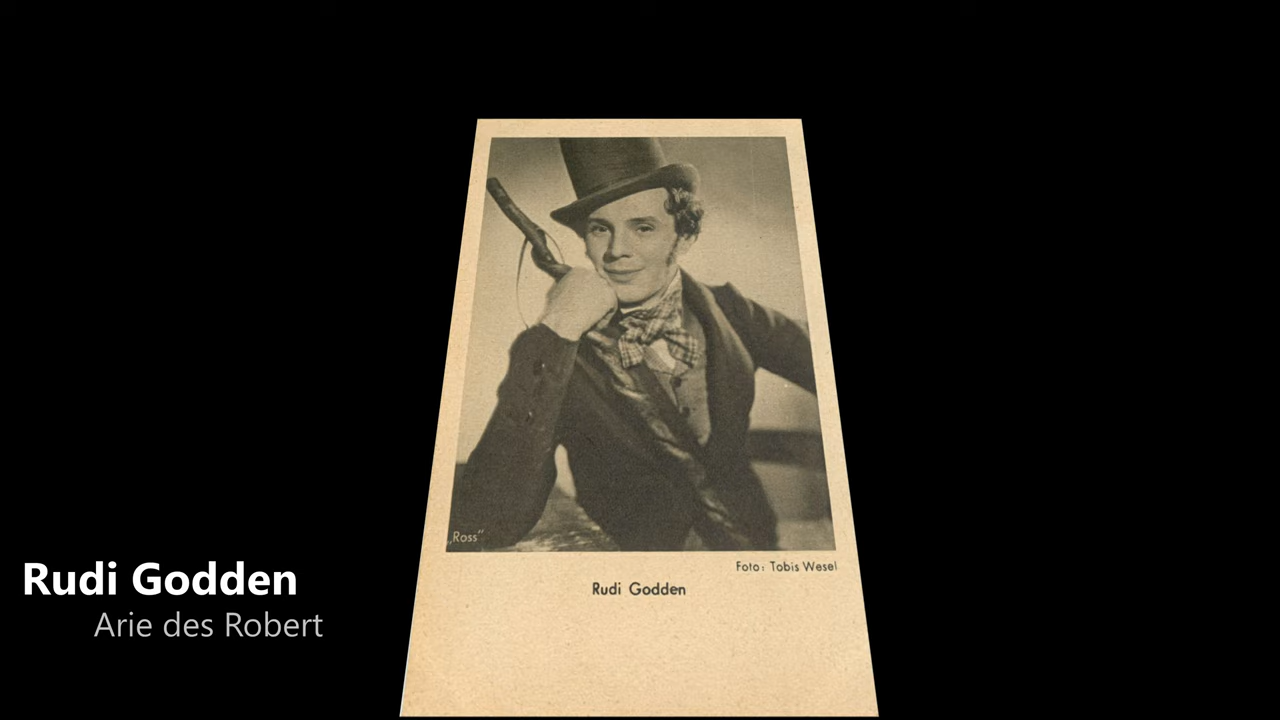 „Ross“
Foto: Tobis Wesel
Rudi Godden
Rudi Godden
Arie des Robert